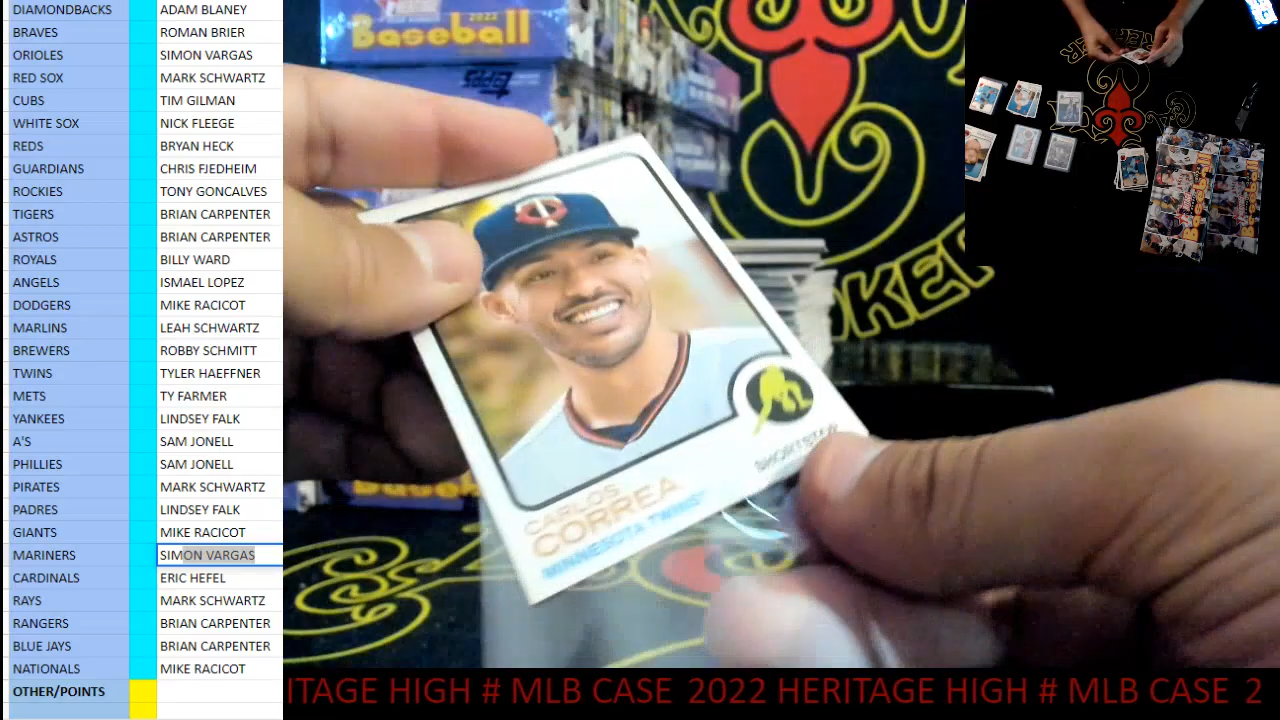 DIAMONDBACKS ADAM BLANEY
BRAVES ROMAN BRIER
ORIOLES SIMON VARGAS
RED SOX MARK SCHWARTZ
CUBS TIM GILMAN
WHITE SOX NICK FLEEGE
REDS BRYAN HECK
GUARDIANS CHRIS FJEDHEIM
ROCKIES TONY GONCALVES
TIGERS BRIAN CARPENTER
ASTROS BRIAN CARPENTER
ROYALS BILLY WARD
ANGELS ISMAEL LOPEZ
DODGERS MIKE RACICOT
MARLINS LEAH SCHWARTZ
BREWERS ROBBY SCHMITT
TWINS TYLER HAEFFNER
METS TY FARMER
YANKEES LINDSEY FALK
A'S SAM JONELL
PHILLIES SAM JONELL
PIRATES MARK SCHWARTZ
PADRES LINDSEY FALK
GIANTS MIKE RACICOT
MARINERS SIMON VARGAS
CARDINALS ERIC HEFEL
RAYS MARK SCHWARTZ
RANGERS BRIAN CARPENTER
BLUE JAYS BRIAN CARPENTER
NATIONALS MIKE RACICOT
OTHER/POINTS
2022
Baseball
CARLOS
CORREA
MINNESOTA TWINS
SHORTSTOP
ITAGE HIGH # MLB CASE 2022 HERITAGE HIGH # MLB CASE 2